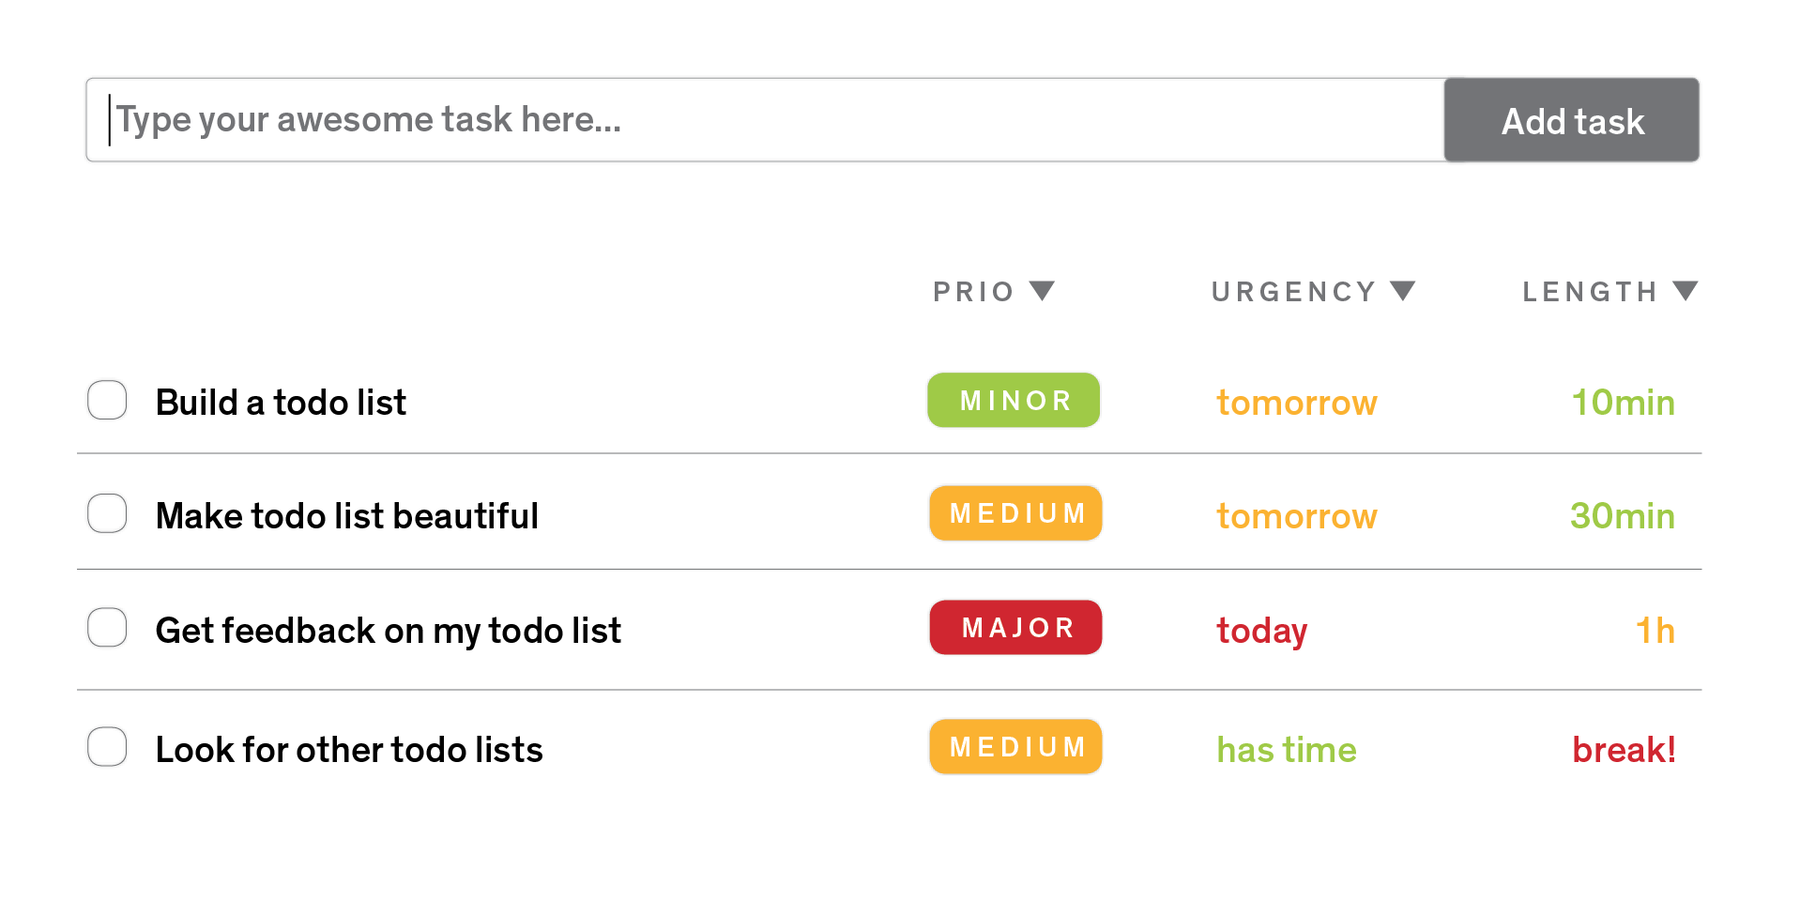 Type your awesome task here...
Add task
PRIO ▼ URGENCY ▼ LENGTH ▼
Build a todo list MINOR tomorrow 10min
Make todo list beautiful MEDIUM tomorrow 30min
Get feedback on my todo list MAJOR today 1h
Look for other todo lists MEDIUM has time break!